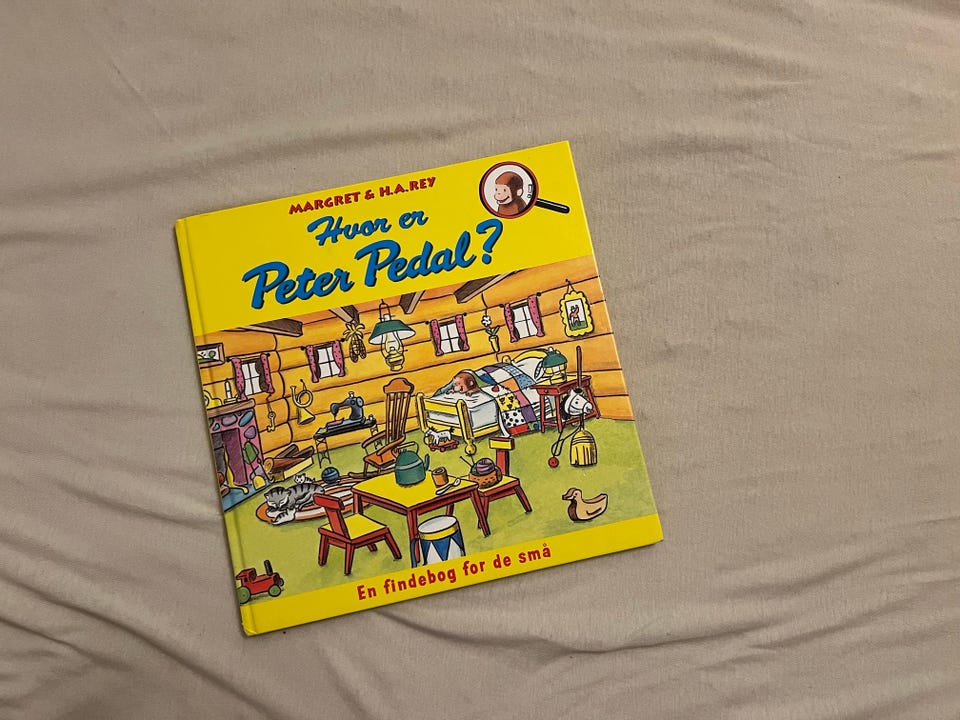 MARGRET & H.A.REY
Hvor er
Peter Pedal?
En findebog for de små